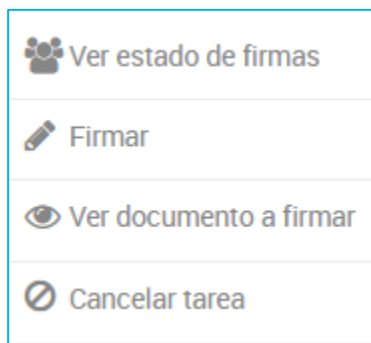 Ver estado de firmas
Firmar
Ver documento a firmar
Cancelar tarea